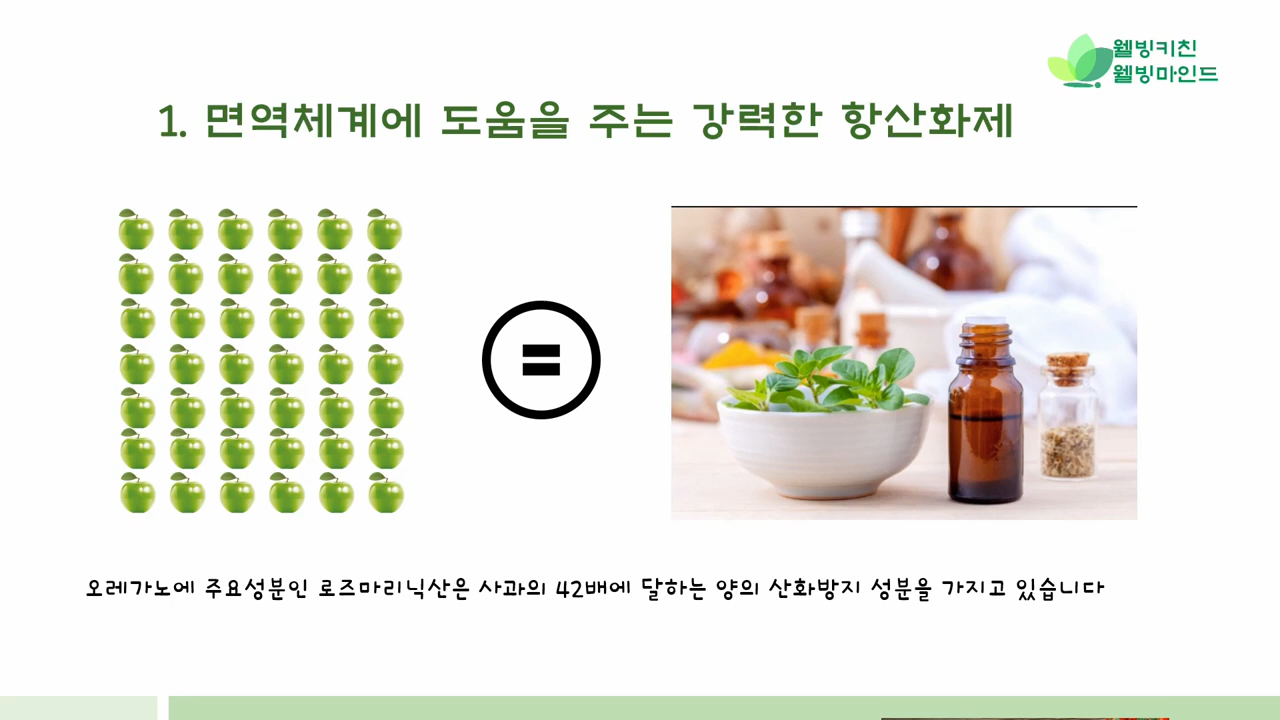 웰빙키친
웰빙마인드
1. 면역체계에 도움을 주는 강력한 항산화제
오레가노에 주요성분인 로즈마리닉산은 사과의 42배에 달하는 양의 산화방지 성분을 가지고 있습니다